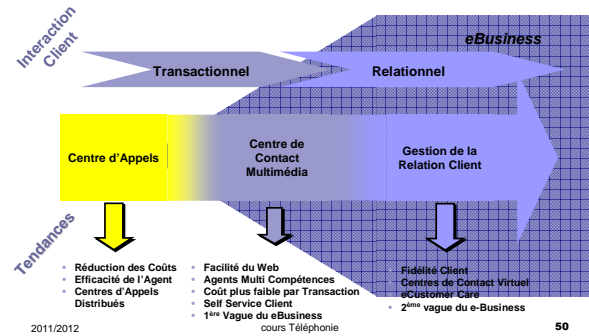 Interaction
Client
eBusiness
Transactionnel
Relationnel
Centre d'Appels
Centre de
Contact
Multimédia
Gestion de la
Relation Client
Tendances
• Réduction des Coûts
• Efficacité de l'Agent
• Centres d'Appels
Distribués
• Facilité du Web
• Agents Multi Compétences
• Coût plus faible par Transaction
• Self Service Client
• 1ère Vague du eBusiness
• Fidélité Client
• Centres de Contact Virtuel
• eCustomer Care
• 2ème vague du e-Business
2011/2012
cours Téléphonie
50